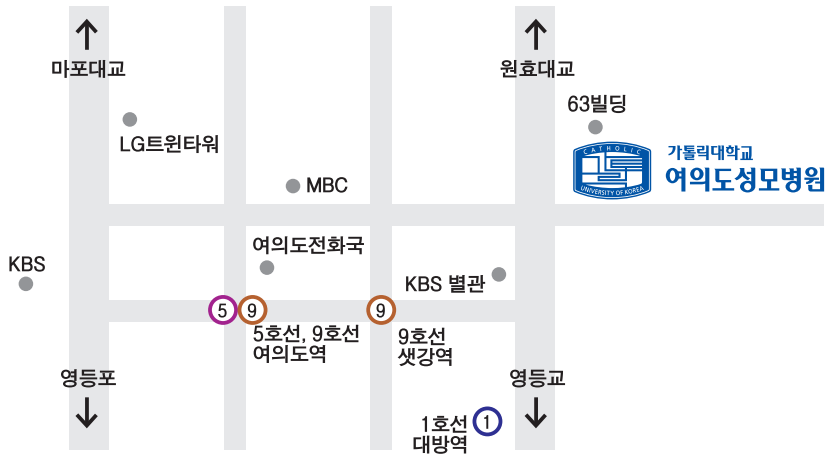 마포대교
원효대교
63빌딩
LG트윈타워
CATHOLIC
UNIVERSITY OF KOREA
가톨릭대학교
여의도성모병원
MBC
여의도전화국
KBS
KBS 별관
5
9
9
5호선, 9호선
여의도역
9호선
샛강역
영등포
영등교
1호선
대방역
1